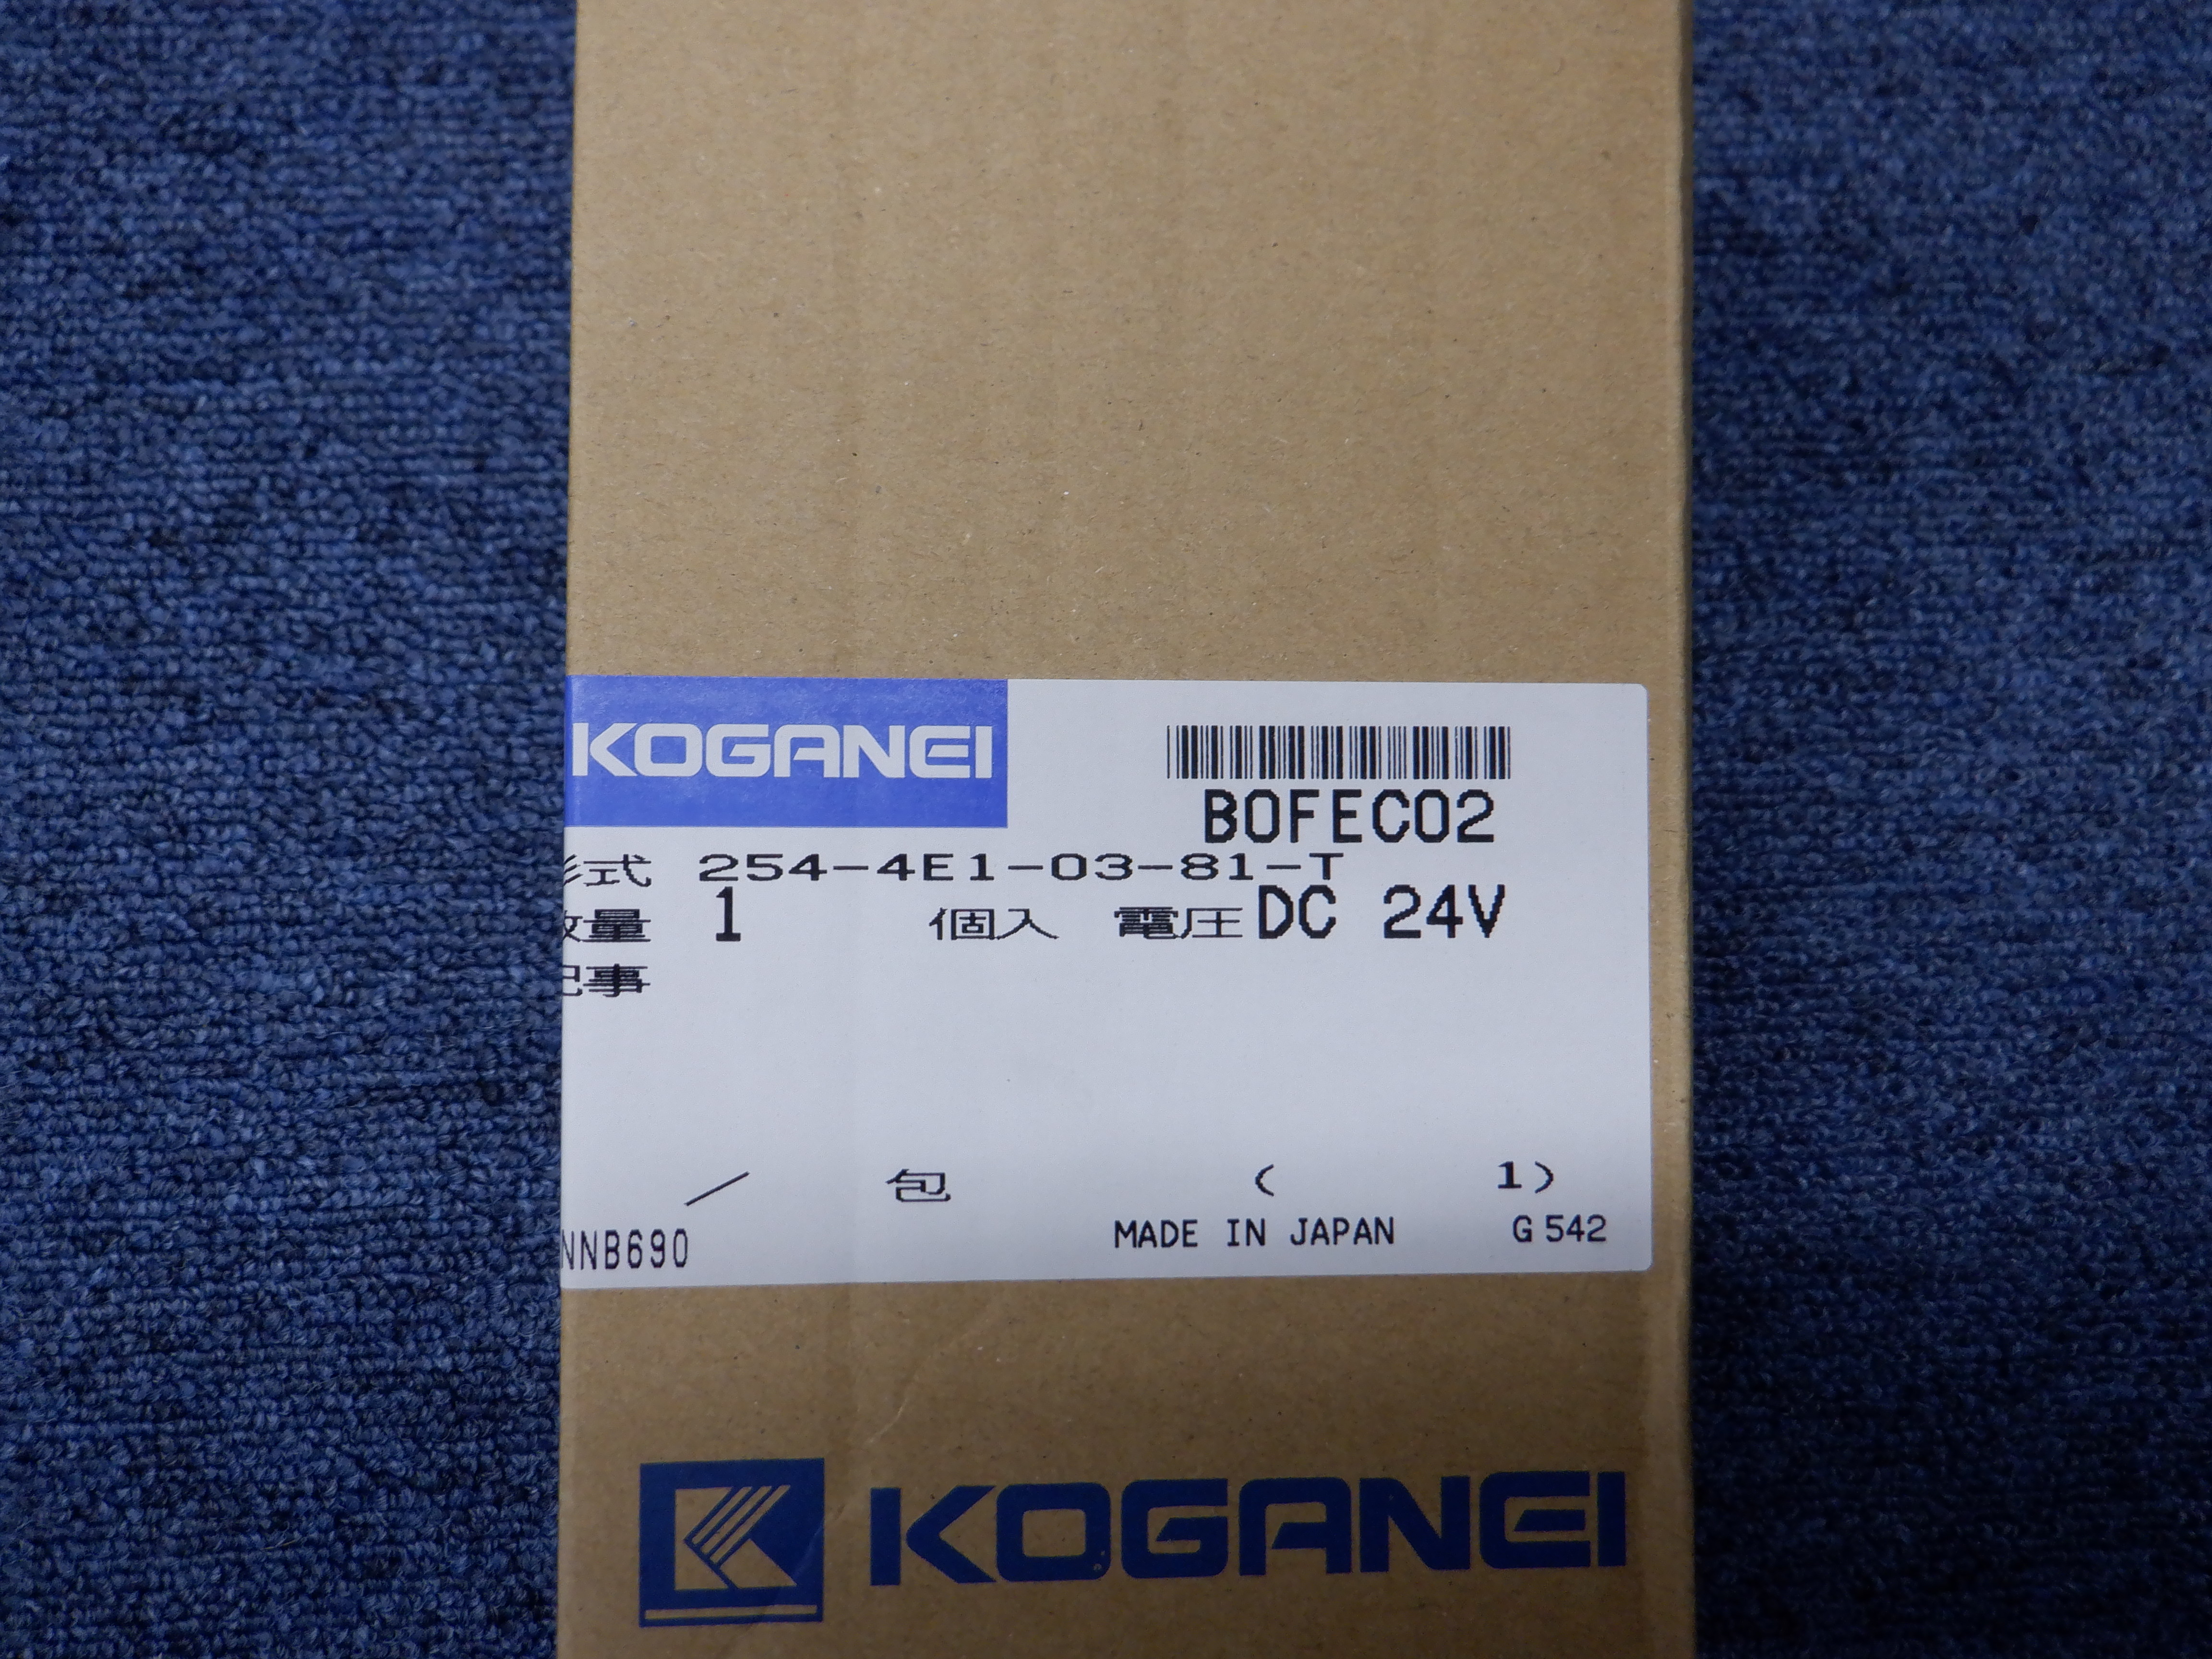 KOGANEI
B0FEC02
形式 254-4E1-03-81-T
数量 1 個入 電圧 DC 24V
記事
／ 包 ( 1)
NNB690 MADE IN JAPAN G 542
KOGANEI